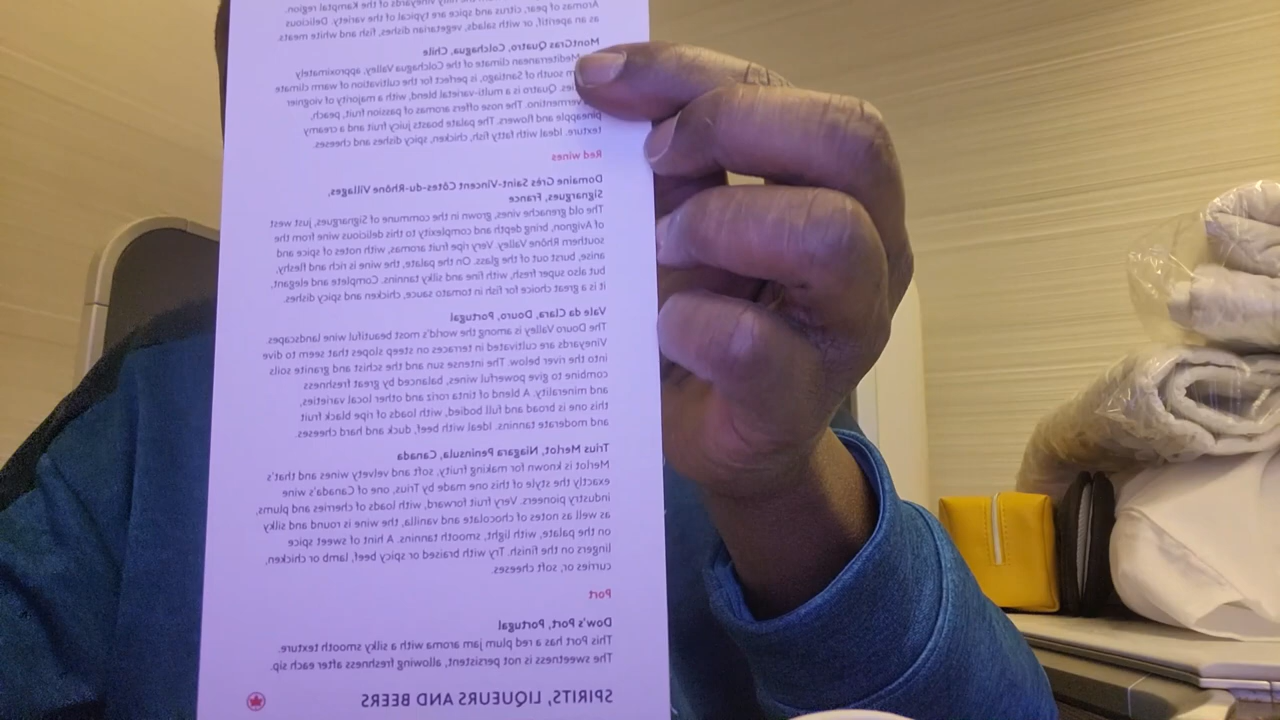 vineyards of the Kamptal region.
Aromas of pear, citrus and spice are typical of the variety. Delicious
as an aperitif, or with salads, vegetarian dishes, fish and white meats.
MontGras Quatro, Colchagua, Chile
Mediterranean climate of the Colchagua Valley, approximately
south of Santiago, is perfect for the cultivation of warm climate
Quatro is a multi-varietal blend, with a majority of viognier
vermentino. The nose offers aromas of passion fruit, peach,
pineapple and flowers. The palate boasts juicy fruit and a creamy
texture. Ideal with fatty fish, chicken, spicy dishes and cheeses.
Red wines
Domaine Grès Saint-Vincent Côtes-du-Rhône Villages,
Signargues, France
The old grenache vines, grown in the commune of Signargues, just west
of Avignon, bring depth and complexity to this delicious wine from the
southern Rhône Valley. Very ripe fruit aromas, with notes of spice and
anise, burst out of the glass. On the palate, the wine is rich and fleshy,
but also super fresh, with fine and silky tannins. Complete and elegant,
it is a great choice for fish in tomato sauce, chicken and spicy dishes.
Vale da Clara, Douro, Portugal
The Douro Valley is among the world's most beautiful wine landscapes.
Vineyards are cultivated in terraces on steep slopes that seem to dive
into the river below. The intense sun and the schist and granite soils
combine to give powerful wines, balanced by great freshness
and minerality. A blend of tinta roriz and other local varieties,
this one is broad and full bodied, with loads of ripe black fruit
and moderate tannins. Ideal with beef, duck and hard cheeses.
Trius Merlot, Niagara Peninsula, Canada
Merlot is known for making fruity, soft and velvety wines and that's
exactly the style of this one made by Trius, one of Canada's wine
industry pioneers. Very fruit forward, with loads of cherries and plums,
as well as notes of chocolate and vanilla, the wine is round and silky
on the palate, with light, smooth tannins. A hint of sweet spice
lingers on the finish. Try with braised or spicy beef, lamb or chicken,
curries or, soft cheeses.
Port
Dow's Port, Portugal
This Port has a red plum jam aroma with a silky smooth texture.
The sweetness is not persistent, allowing freshness after each sip.
SPIRITS, LIQUEURS AND BEERS